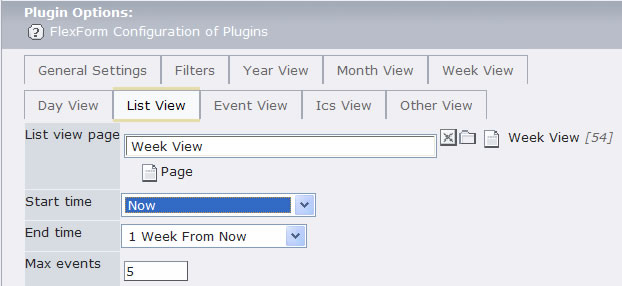 Plugin Options:
FlexForm Configuration of Plugins
General Settings Filters Year View Month View Week View
Day View List View Event View Ics View Other View
List view page Week View Week View [54]
Page
Start time Now
End time 1 Week From Now
Max events 5